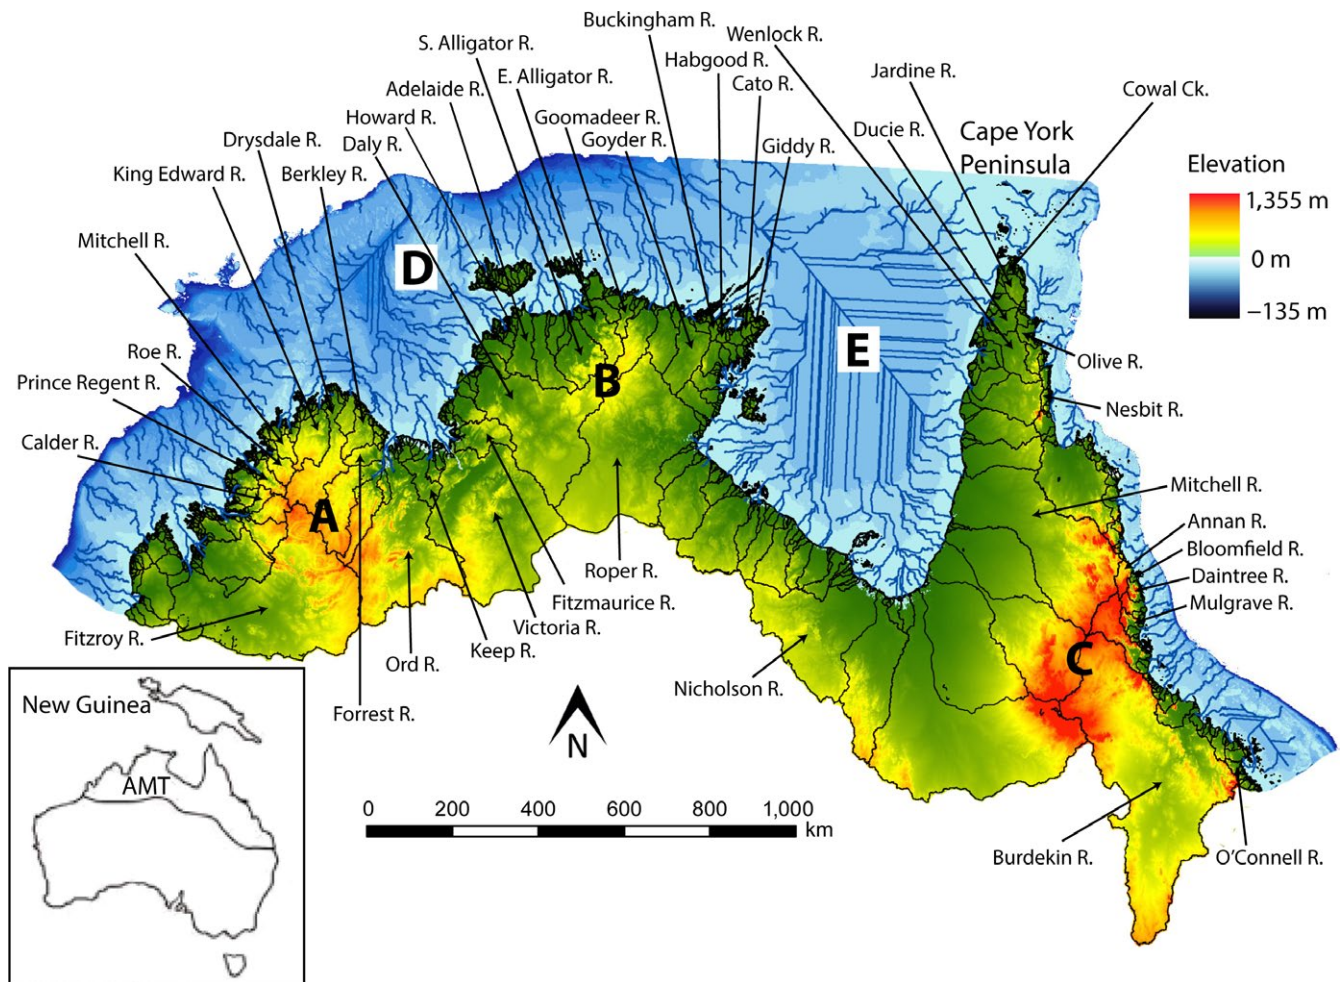 Buckingham R.
Wenlock R.
S. Alligator R.
Habgood R.
Jardine R.
E. Alligator R.
Cato R.
Cowal Ck.
Adelaide R.
Howard R.
Goomadeer R.
Ducie R.
Cape York
Peninsula
Drysdale R.
Daly R.
Goyder R.
Giddy R.
Elevation
King Edward R.
Berkley R.
1,355 m
Mitchell R.
0 m
D
−135 m
Roe R.
E
Olive R.
Prince Regent R.
B
Nesbit R.
Calder R.
Mitchell R.
A
Annan R.
Bloomfield R.
Roper R.
Daintree R.
Fitzmaurice R.
Mulgrave R.
Victoria R.
Fitzroy R.
Keep R.
Ord R.
C
Nicholson R.
New Guinea
Forrest R.
N
AMT
0 200 400 600 800 1,000
km
Burdekin R.
O'Connell R.